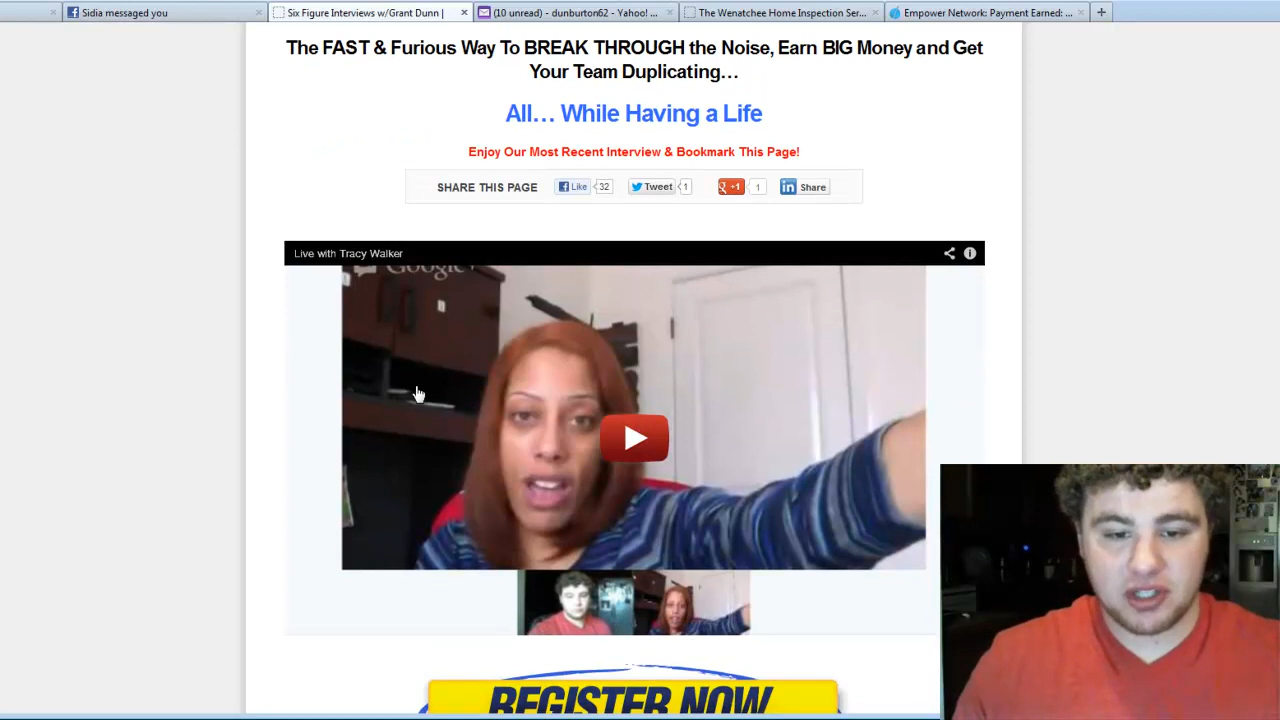 Sidia messaged you
Six Figure Interviews w/Grant Dunn |
(10 unread) - dunburton62 - Yahoo! ...
The Wenatchee Home Inspection Ser...
Empower Network: Payment Earned: ...
The FAST & Furious Way To BREAK THROUGH the Noise, Earn BIG Money and Get
Your Team Duplicating…
All… While Having a Life
Enjoy Our Most Recent Interview & Bookmark This Page!
SHARE THIS PAGE
Like 32
Tweet 1
+1 1
in Share
Live with Tracy Walker
Google+
REGISTER NOW